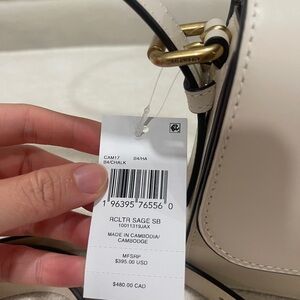 CAM17 B4/HA
B4/CHALK
1 96395 76556 0
RCLTR SAGE SB
1001131SJAX
MADE IN CAMBODIA/
CAMBODGE
MFSRP
$395.00 USD
$480.00 CAD